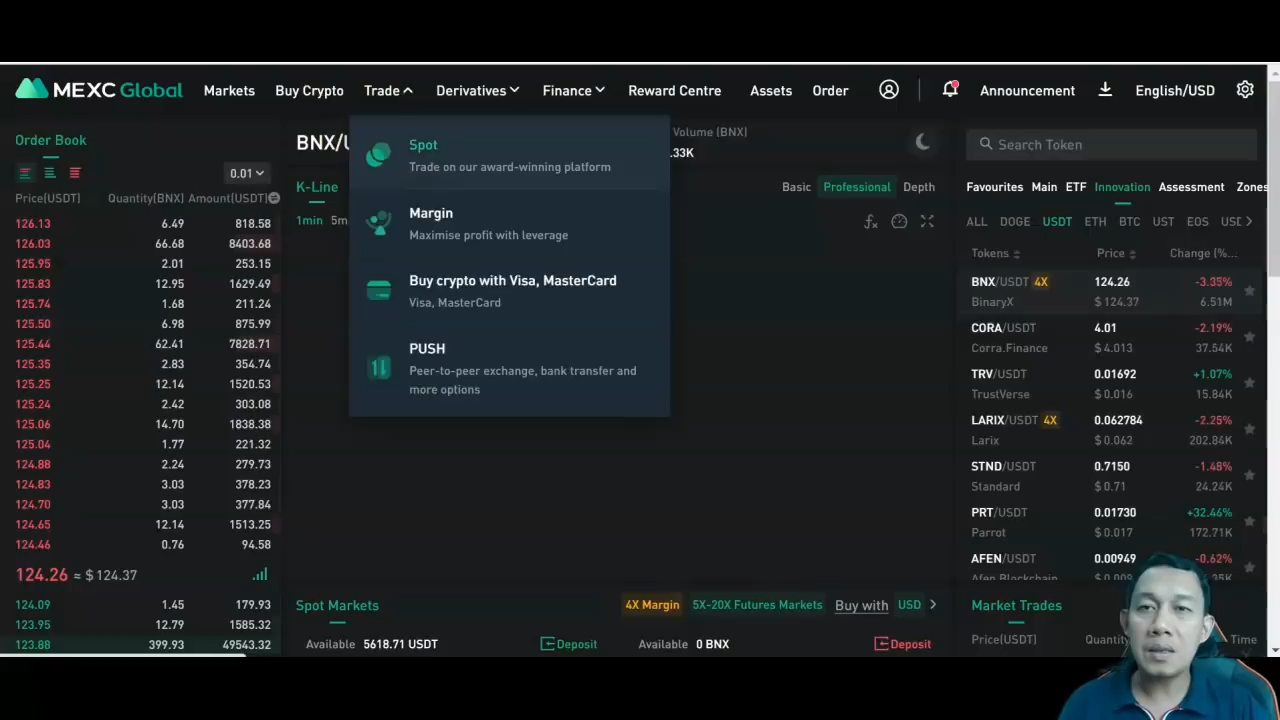 MEXC Global
Markets
Buy Crypto
Trade
Derivatives
Finance
Reward Centre
Assets
Order
Announcement
English/USD
Order Book
0.01
Price(USDT) Quantity(BNX) Amount(USDT)
126.13 6.49 818.58
126.03 66.68 8403.68
125.95 2.01 253.15
125.83 12.95 1629.49
125.74 1.68 211.24
125.50 6.98 875.99
125.44 62.41 7828.71
125.35 2.83 354.74
125.25 12.14 1520.53
125.24 2.42 303.08
125.06 14.70 1838.38
125.04 1.77 221.32
124.88 2.24 279.73
124.83 3.03 378.23
124.70 3.03 377.84
124.65 12.14 1513.25
124.46 0.76 94.58
124.26 ≈ $ 124.37
124.09 1.45 179.93
123.95 12.79 1585.32
123.88 399.93 49543.32
BNX/U
Volume (BNX)
.33K
K-Line
Basic Professional Depth
1min 5m
Spot
Trade on our award-winning platform
Margin
Maximise profit with leverage
Buy crypto with Visa, MasterCard
Visa, MasterCard
PUSH
Peer-to-peer exchange, bank transfer and
more options
Spot Markets
4X Margin 5X-20X Futures Markets Buy with USD
Available 5618.71 USDT Deposit
Available 0 BNX Deposit
Search Token
Favourites Main ETF Innovation Assessment Zones
ALL DOGE USDT ETH BTC UST EOS
Tokens Price Change (%...
BNX/USDT 4X 124.26 -3.35%
BinaryX $ 124.37 6.51M
CORA/USDT 4.01 -2.19%
Corra.Finance $ 4.013 37.54K
TRV/USDT 0.01692 +1.07%
TrustVerse $ 0.016 15.84K
LARIX/USDT 4X 0.062784 -2.25%
Larix $ 0.062 202.84K
STND/USDT 0.7150 -1.48%
Standard $ 0.71 24.24K
PRT/USDT 0.01730 +32.46%
Parrot $ 0.017 172.71K
AFEN/USDT 0.00949 -0.62%
Afen Blockchain
Market Trades
Price(USDT) Time